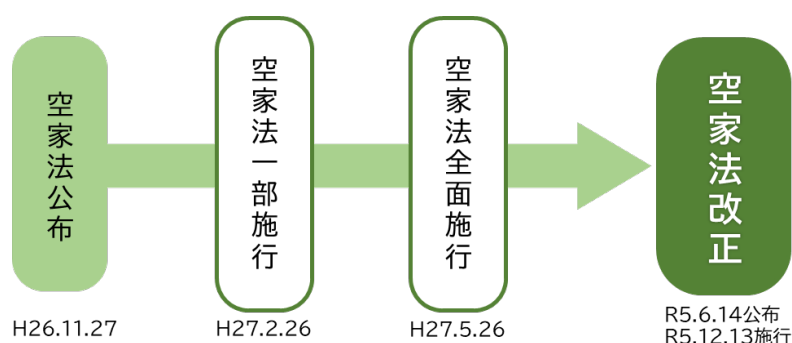 空家法公布
空家法一部施行
空家法全面施行
空家法改正
H26.11.27
H27.2.26
H27.5.26
R5.6.14公布
R5.12.13施行